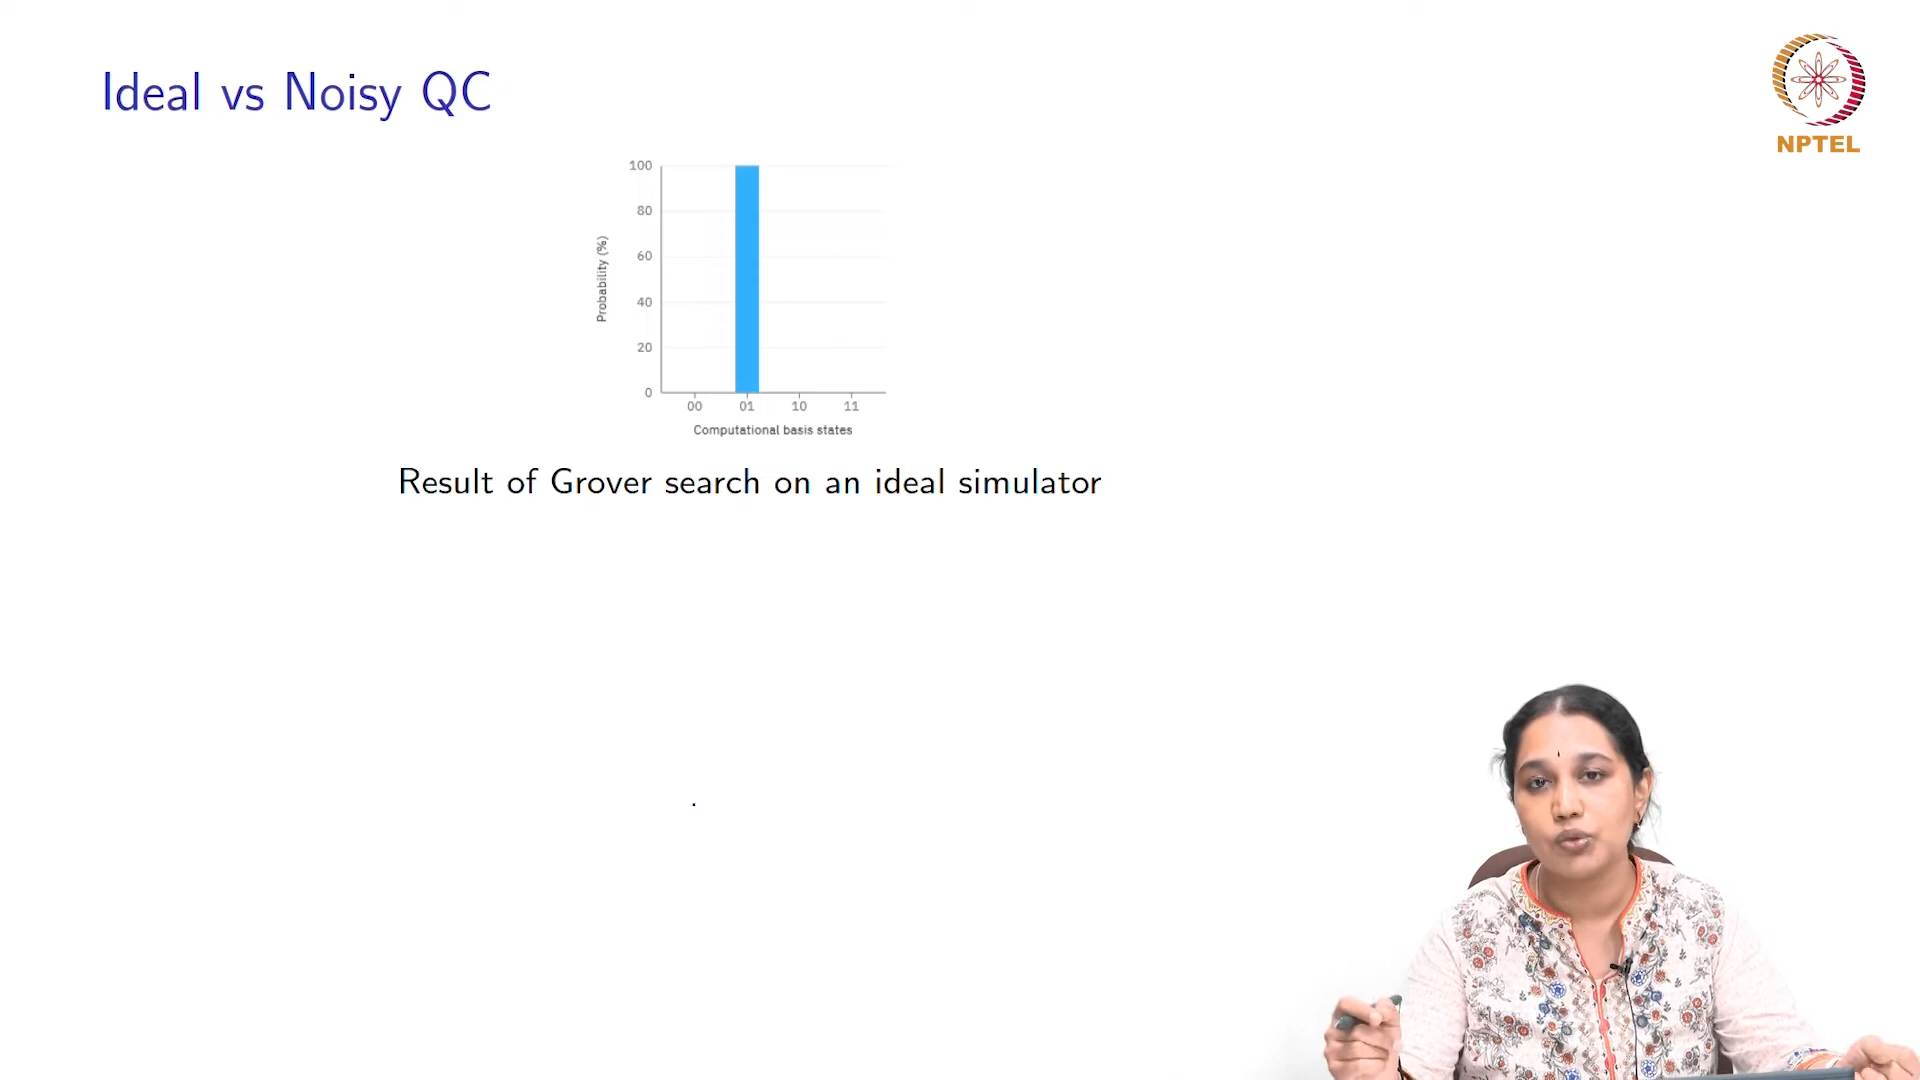 Ideal vs Noisy QC
NPTEL
100
80
60
40
20
0
Probability (%)
00 01 10 11
Computational basis states
Result of Grover search on an ideal simulator